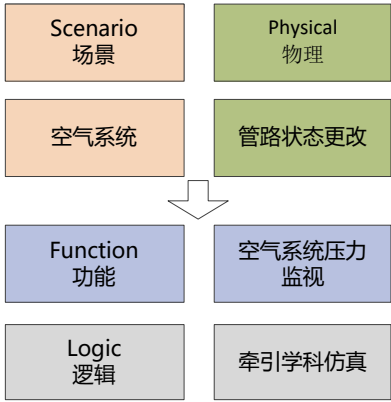 Scenario
场景
Physical
物理
空气系统
管路状态更改
Function
功能
空气系统压力
监视
Logic
逻辑
牵引学科仿真